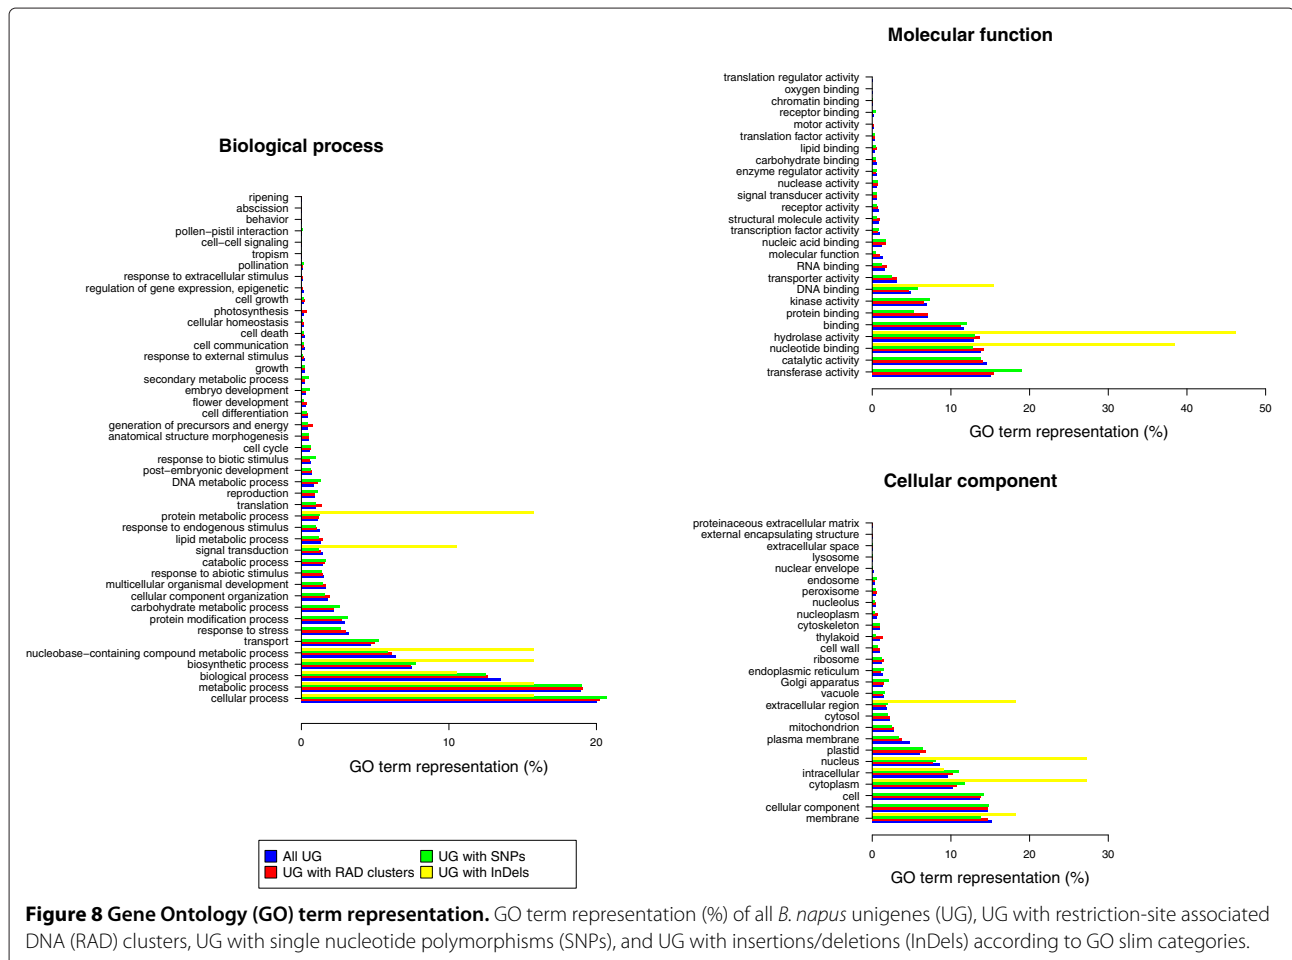 Biological process
ripening
abscission
behavior
pollen−pistil interaction
cell−cell signaling
tropism
pollination
response to extracellular stimulus
regulation of gene expression, epigenetic
cell growth
photosynthesis
cellular homeostasis
cell death
cell communication
response to external stimulus
growth
secondary metabolic process
embryo development
flower development
cell differentiation
generation of precursors and energy
anatomical structure morphogenesis
cell cycle
response to biotic stimulus
post−embryonic development
DNA metabolic process
reproduction
translation
protein metabolic process
response to endogenous stimulus
lipid metabolic process
signal transduction
catabolic process
response to abiotic stimulus
multicellular organismal development
cellular component organization
carbohydrate metabolic process
protein modification process
response to stress
transport
nucleobase−containing compound metabolic process
biosynthetic process
biological process
metabolic process
cellular process
0 10 20
GO term representation (%)
Molecular function
translation regulator activity
oxygen binding
chromatin binding
receptor binding
motor activity
translation factor activity
lipid binding
carbohydrate binding
enzyme regulator activity
nuclease activity
signal transducer activity
receptor activity
structural molecule activity
transcription factor activity
nucleic acid binding
molecular function
RNA binding
transporter activity
DNA binding
kinase activity
protein binding
binding
hydrolase activity
nucleotide binding
catalytic activity
transferase activity
0 10 20 30 40 50
GO term representation (%)
Cellular component
proteinaceous extracellular matrix
external encapsulating structure
extracellular space
lysosome
nuclear envelope
endosome
peroxisome
nucleolus
nucleoplasm
cytoskeleton
thylakoid
cell wall
ribosome
endoplasmic reticulum
Golgi apparatus
vacuole
extracellular region
cytosol
mitochondrion
plasma membrane
plastid
nucleus
intracellular
cytoplasm
cell
cellular component
membrane
0 10 20 30
GO term representation (%)
All UG
UG with RAD clusters
UG with SNPs
UG with InDels
Figure 8 Gene Ontology (GO) term representation. GO term representation (%) of all B. napus unigenes (UG), UG with restriction-site associated
DNA (RAD) clusters, UG with single nucleotide polymorphisms (SNPs), and UG with insertions/deletions (InDels) according to GO slim categories.